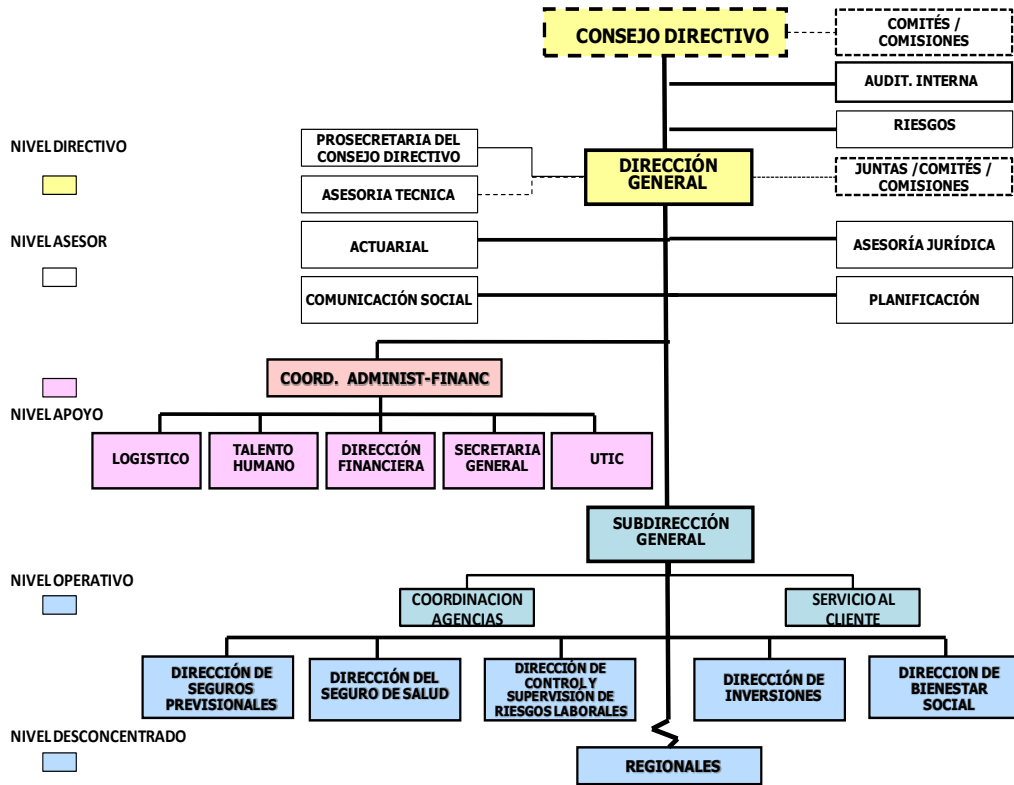 CONSEJO DIRECTIVO
COMITÉS /
COMISIONES
AUDIT. INTERNA
RIESGOS
NIVEL DIRECTIVO
PROSECRETARIA DEL
CONSEJO DIRECTIVO
DIRECCIÓN
GENERAL
JUNTAS /COMITÉS /
COMISIONES
ASESORIA TECNICA
NIVEL ASESOR
ACTUARIAL
ASESORÍA JURÍDICA
COMUNICACIÓN SOCIAL
PLANIFICACIÓN
COORD. ADMINIST-FINANC
NIVEL APOYO
LOGISTICO
TALENTO
HUMANO
DIRECCIÓN
FINANCIERA
SECRETARIA
GENERAL
UTIC
SUBDIRECCIÓN
GENERAL
NIVEL OPERATIVO
COORDINACION
AGENCIAS
SERVICIO AL
CLIENTE
DIRECCIÓN DE
SEGUROS
PREVISIONALES
DIRECCIÓN DEL
SEGURO DE SALUD
DIRECCIÓN DE
CONTROL Y
SUPERVISIÓN DE
RIESGOS LABORALES
DIRECCIÓN DE
INVERSIONES
DIRECCION DE
BIENESTAR
SOCIAL
NIVEL DESCONCENTRADO
REGIONALES